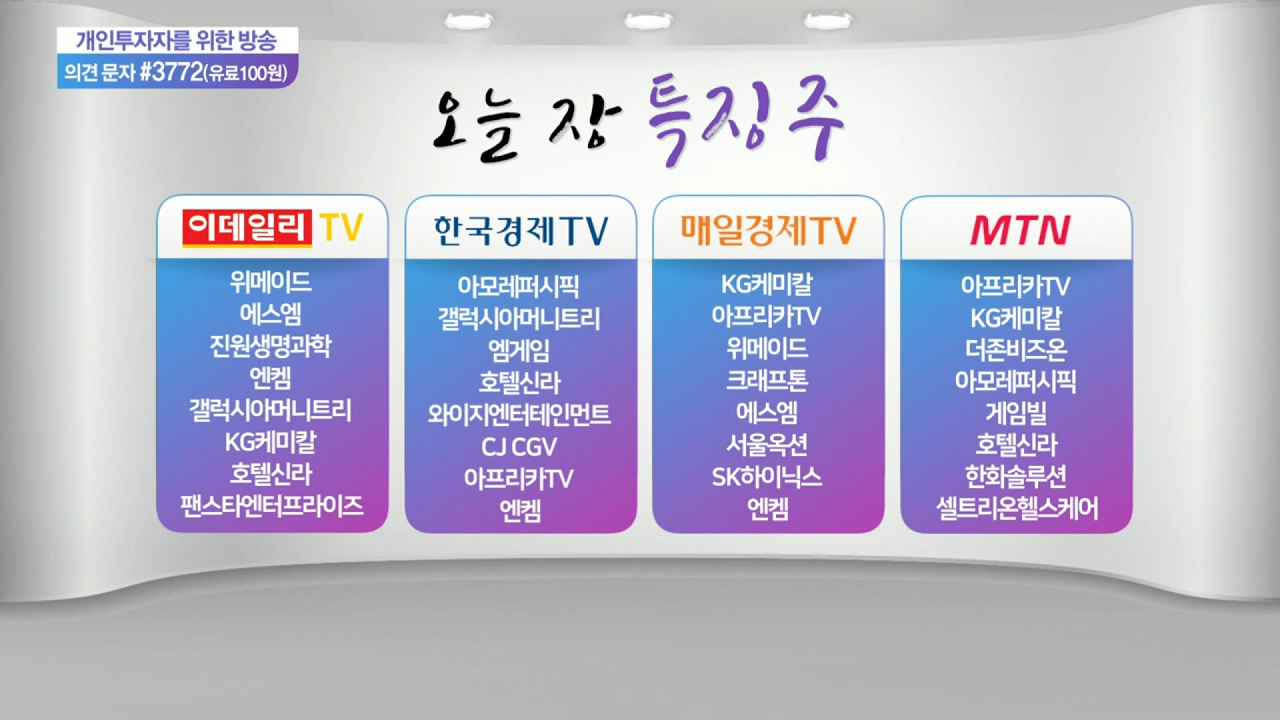 개인투자자를 위한 방송
의견 문자 #3772(유료100원)
오늘 장 특징주
이데일리 TV
위메이드
에스엠
진원생명과학
엔켐
갤럭시아머니트리
KG케미칼
호텔신라
팬스타엔터프라이즈
한국경제TV
아모레퍼시픽
갤럭시아머니트리
엠게임
호텔신라
와이지엔터테인먼트
CJ CGV
아프리카TV
엔켐
매일경제TV
KG케미칼
아프리카TV
위메이드
크래프톤
에스엠
서울옥션
SK하이닉스
엔켐
MTN
아프리카TV
KG케미칼
더존비즈온
아모레퍼시픽
게임빌
호텔신라
한화솔루션
셀트리온헬스케어